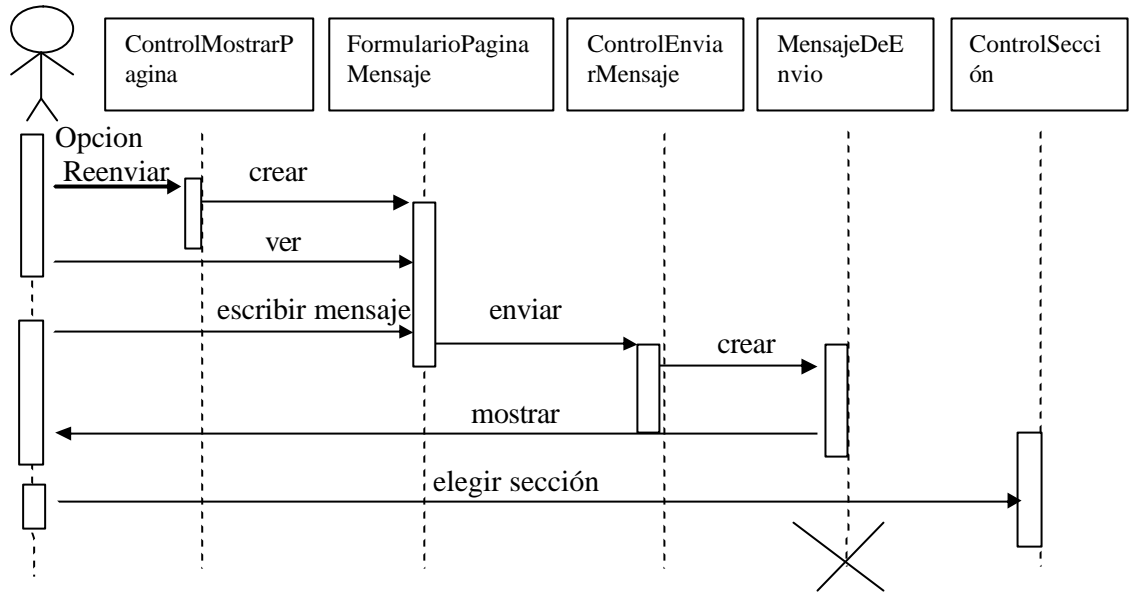 ControlMostrarP
agina
FormularioPagina
Mensaje
ControlEnvia
rMensaje
MensajeDeE
nvio
ControlSecci
ón
Opcion
Reenviar
crear
ver
escribir mensaje
enviar
crear
mostrar
elegir sección